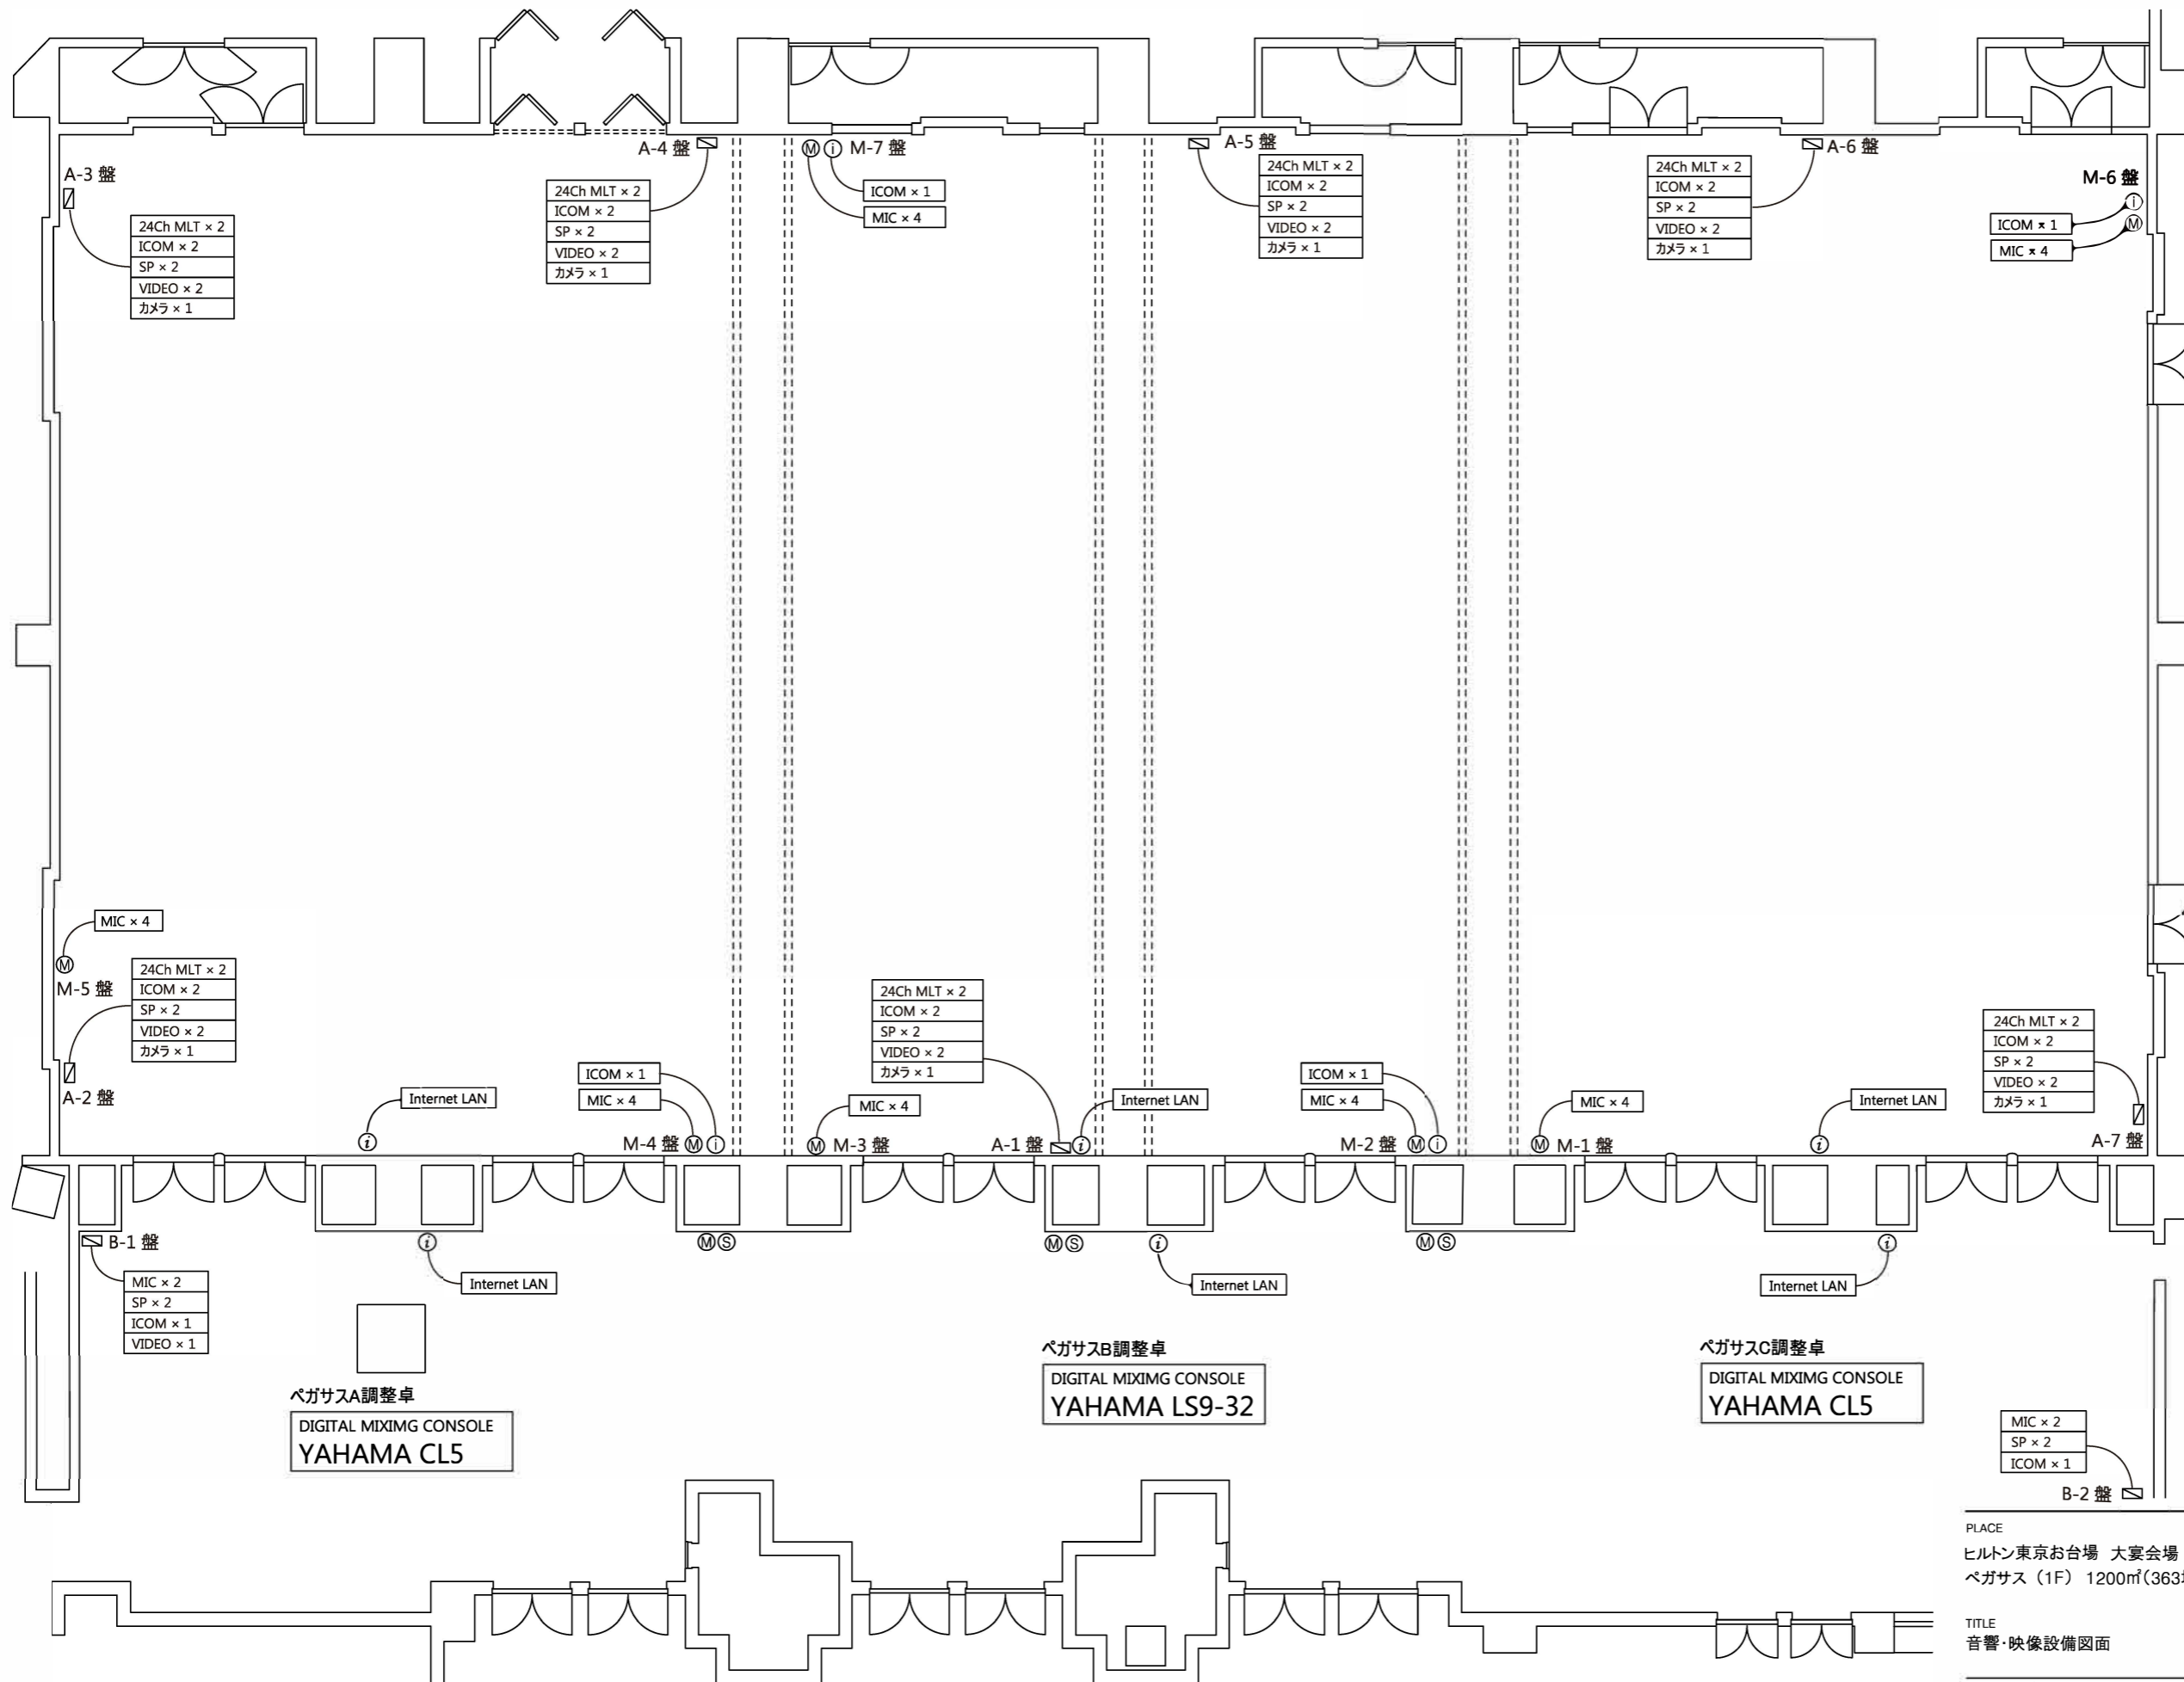 A-4 盤
Ⓜ ⓘ M-7 盤
A-5 盤
A-6 盤
A-3 盤
24Ch MLT × 2
ICOM × 2
SP × 2
VIDEO × 2
カメラ × 1
24Ch MLT × 2
ICOM × 2
SP × 2
VIDEO × 2
カメラ × 1
ICOM × 1
MIC × 4
24Ch MLT × 2
ICOM × 2
SP × 2
VIDEO × 2
カメラ × 1
24Ch MLT × 2
ICOM × 2
SP × 2
VIDEO × 2
カメラ × 1
M-6 盤
ⓘ
Ⓜ
ICOM × 1
MIC × 4
MIC × 4
Ⓜ
M-5 盤
24Ch MLT × 2
ICOM × 2
SP × 2
VIDEO × 2
カメラ × 1
A-2 盤
Internet LAN
ⓘ
ICOM × 1
MIC × 4
M-4 盤 Ⓜ ⓘ
MIC × 4
Ⓜ M-3 盤
24Ch MLT × 2
ICOM × 2
SP × 2
VIDEO × 2
カメラ × 1
A-1 盤 ⓘ
Internet LAN
ICOM × 1
MIC × 4
M-2 盤 Ⓜ ⓘ
MIC × 4
Ⓜ M-1 盤
Internet LAN
ⓘ
24Ch MLT × 2
ICOM × 2
SP × 2
VIDEO × 2
カメラ × 1
A-7 盤
B-1 盤
MIC × 2
SP × 2
ICOM × 1
VIDEO × 1
ⓘ
Internet LAN
Ⓜ Ⓢ
Ⓜ Ⓢ
ⓘ
Internet LAN
Ⓜ Ⓢ
ⓘ
Internet LAN
ペガサスA調整卓
DIGITAL MIXIMG CONSOLE
YAHAMA CL5
ペガサスB調整卓
DIGITAL MIXIMG CONSOLE
YAHAMA LS9-32
ペガサスC調整卓
DIGITAL MIXIMG CONSOLE
YAHAMA CL5
MIC × 2
SP × 2
ICOM × 1
B-2 盤
PLACE
ヒルトン東京お台場 大宴会場
ペガサス（1F） 1200㎡(363
TITLE
音響・映像設備図面